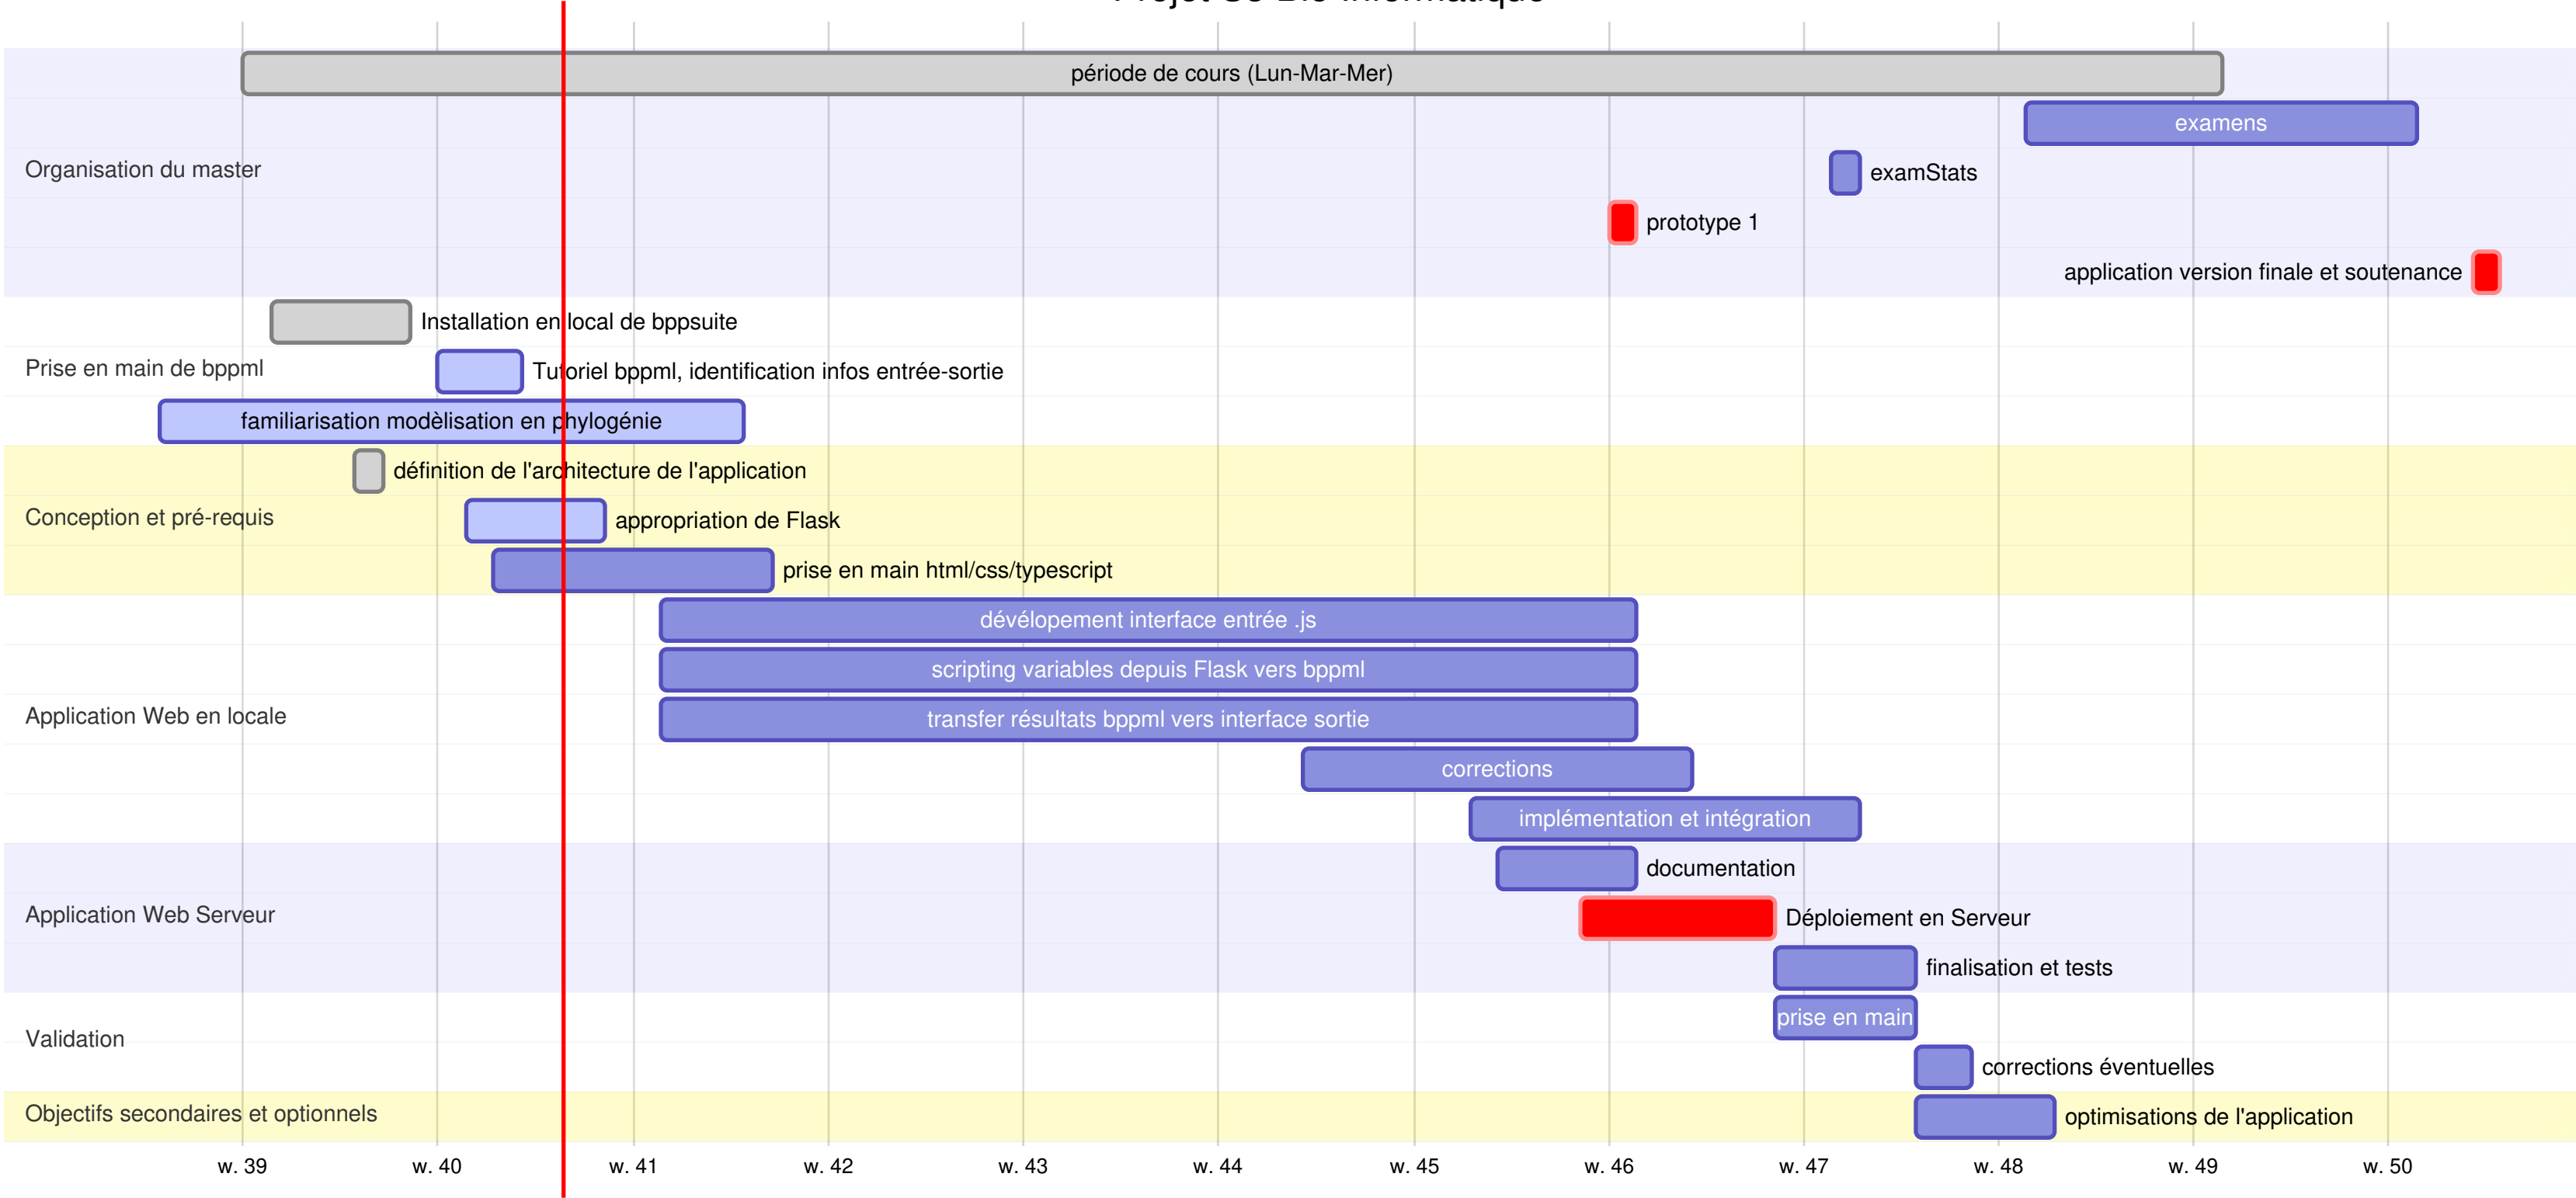 Projet Bio-Informatique
période de cours (Lun-Mar-Mer)
examens
Organisation du master
examStats
prototype 1
application version finale et soutenance
Installation en local de bppsuite
Prise en main de bppml
Tutoriel bppml, identification infos entrée-sortie
familiarisation modèlisation en phylogénie
définition de l'architecture de l'application
Conception et pré-requis
appropriation de Flask
prise en main html/css/typescript
dévélopement interface entrée .js
scripting variables depuis Flask vers bppml
Application Web en locale
transfer résultats bppml vers interface sortie
corrections
implémentation et intégration
documentation
Application Web Serveur
Déploiement en Serveur
finalisation et tests
prise en main
Validation
corrections éventuelles
Objectifs secondaires et optionnels
optimisations de l'application
w. 39 w. 40 w. 41 w. 42 w. 43 w. 44 w. 45 w. 46 w. 47 w. 48 w. 49 w. 50